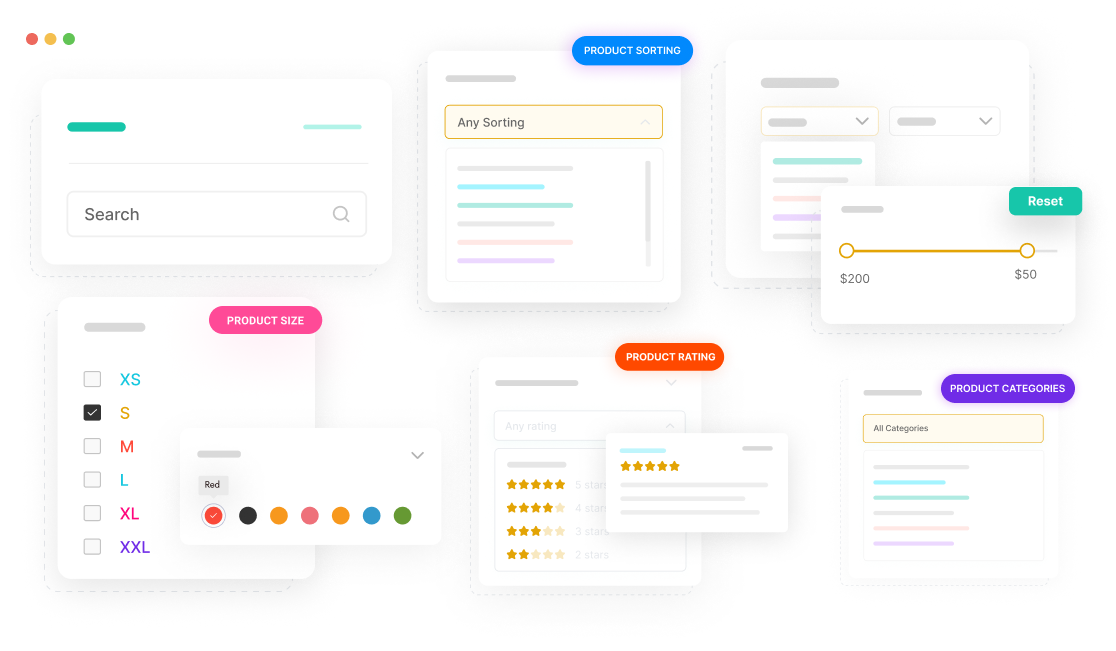 PRODUCT SORTING
Any Sorting
Search
Reset
$200
$50
PRODUCT SIZE
XS
S
M
L
XL
XXL
Red
PRODUCT RATING
Any rating
5 stars
4 stars
3 stars
2 stars
PRODUCT CATEGORIES
All Categories